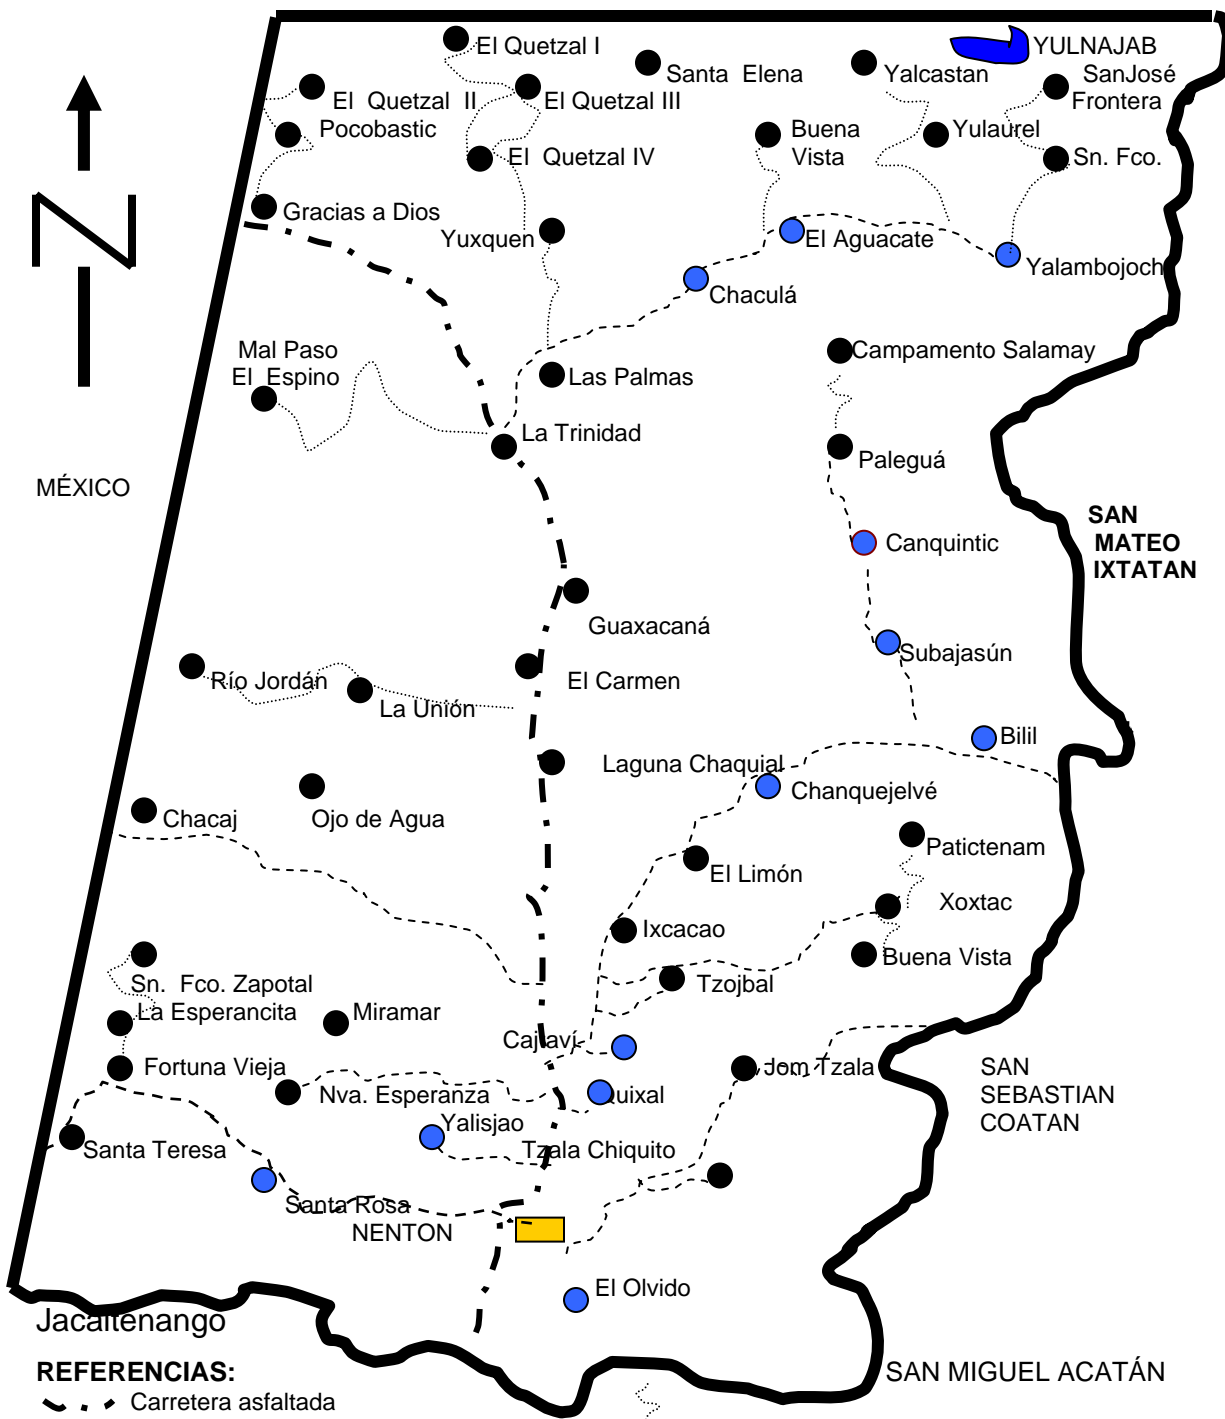 El Quetzal I
YULNAJAB
Santa Elena
Yalcastan
SanJosé
Frontera
El Quetzal II
El Quetzal III
Pocobastic
Buena
Vista
Yulaurel
El Quetzal IV
Sn. Fco.
Gracias a Dios
Yuxquen
El Aguacate
Yalambojoch
Chaculá
Mal Paso
El Espino
Campamento Salamay
Las Palmas
La Trinidad
Paleguá
MÉXICO
SAN
MATEO
IXTATAN
Canquintic
Guaxacaná
Subajasún
Río Jordán
El Carmen
La Unión
Bilil
Laguna Chaquial
Chanquejelvé
Chacaj
Ojo de Agua
Patictenam
El Limón
Xoxtac
Ixcacao
Buena Vista
Sn. Fco. Zapotal
Tzojbal
La Esperancita
Miramar
Cajtaví
Fortuna Vieja
Jom Tzala
SAN
SEBASTIAN
COATAN
Nva. Esperanza
Quixal
Yalisjao
Santa Teresa
Tzala Chiquito
Santa Rosa
NENTON
El Olvido
Jacaltenango
REFERENCIAS:
SAN MIGUEL ACATÁN
Carretera asfaltada
N